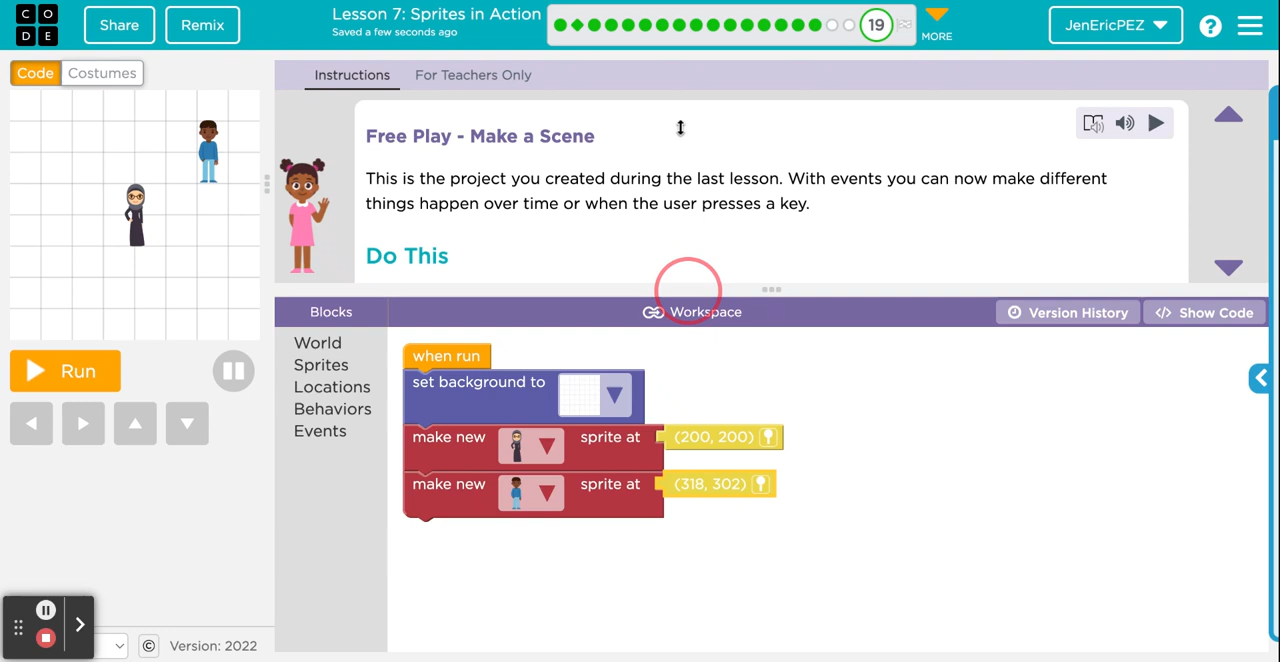 C O
D E
Share
Remix
Lesson 7: Sprites in Action
Saved a few seconds ago
19
MORE
JenEricPEZ
?
Code
Costumes
Instructions
For Teachers Only
Free Play - Make a Scene
This is the project you created during the last lesson. With events you can now make different
things happen over time or when the user presses a key.
Do This
Blocks
Workspace
Version History
</> Show Code
World
Sprites
Locations
Behaviors
Events
when run
set background to
make new
sprite at
(200, 200)
make new
sprite at
(318, 302)
Run
© Version: 2022